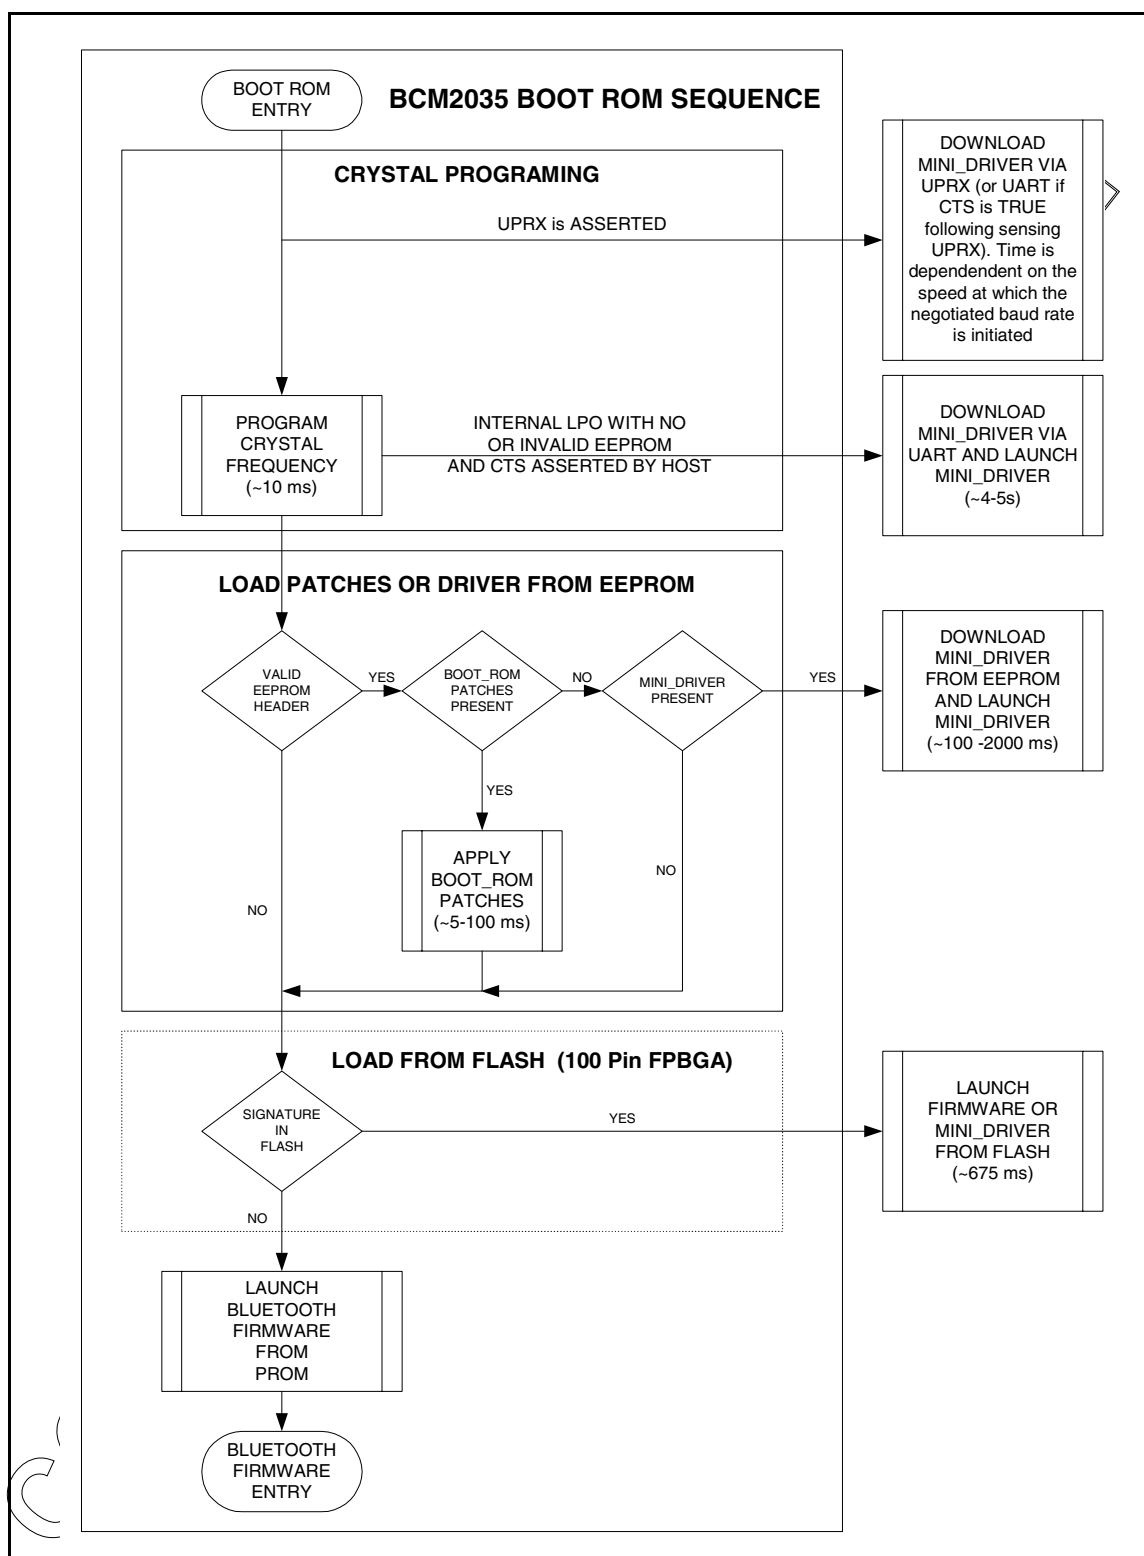 BOOT ROM
ENTRY
BCM2035 BOOT ROM SEQUENCE
CRYSTAL PROGRAMING
UPRX is ASSERTED
DOWNLOAD
MINI_DRIVER VIA
UPRX (or UART if
CTS is TRUE
following sensing
UPRX). Time is
dependendent on the
speed at which the
negotiated baud rate
is initiated
PROGRAM
CRYSTAL
FREQUENCY
(~10 ms)
INTERNAL LPO WITH NO
OR INVALID EEPROM
AND CTS ASSERTED BY HOST
DOWNLOAD
MINI_DRIVER VIA
UART AND LAUNCH
MINI_DRIVER
(~4-5s)
LOAD PATCHES OR DRIVER FROM EEPROM
VALID
EEPROM
HEADER
YES
BOOT_ROM
PATCHES
PRESENT
NO
MINI_DRIVER
PRESENT
YES
DOWNLOAD
MINI_DRIVER
FROM EEPROM
AND LAUNCH
MINI_DRIVER
(~100 -2000 ms)
YES
APPLY
BOOT_ROM
PATCHES
(~5-100 ms)
NO
NO
LOAD FROM FLASH (100 Pin FPBGA)
SIGNATURE
IN
FLASH
YES
LAUNCH
FIRMWARE OR
MINI_DRIVER
FROM FLASH
(~675 ms)
NO
LAUNCH
BLUETOOTH
FIRMWARE
FROM
PROM
BLUETOOTH
FIRMWARE
ENTRY